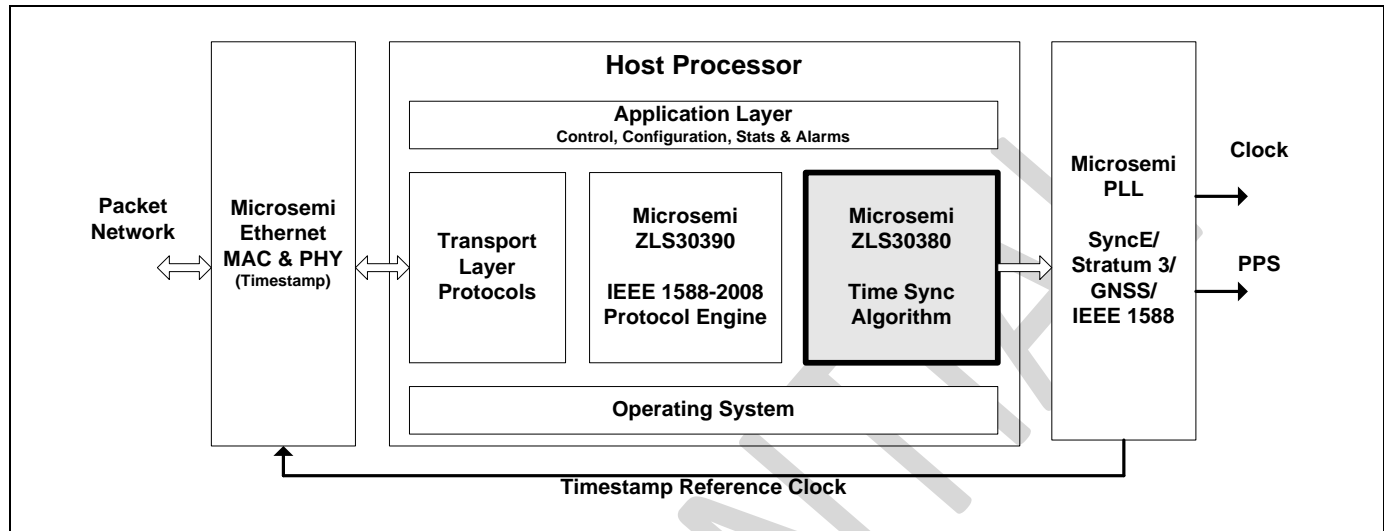 Host Processor
Application Layer
Control, Configuration, Stats & Alarms
Packet
Network
Microsemi
Ethernet
MAC & PHY
(Timestamp)
Transport
Layer
Protocols
Microsemi
ZLS30390
IEEE 1588-2008
Protocol Engine
Microsemi
ZLS30380
Time Sync
Algorithm
Microsemi
PLL
SyncE/
Stratum 3/
GNSS/
IEEE 1588
Clock
PPS
Operating System
Timestamp Reference Clock